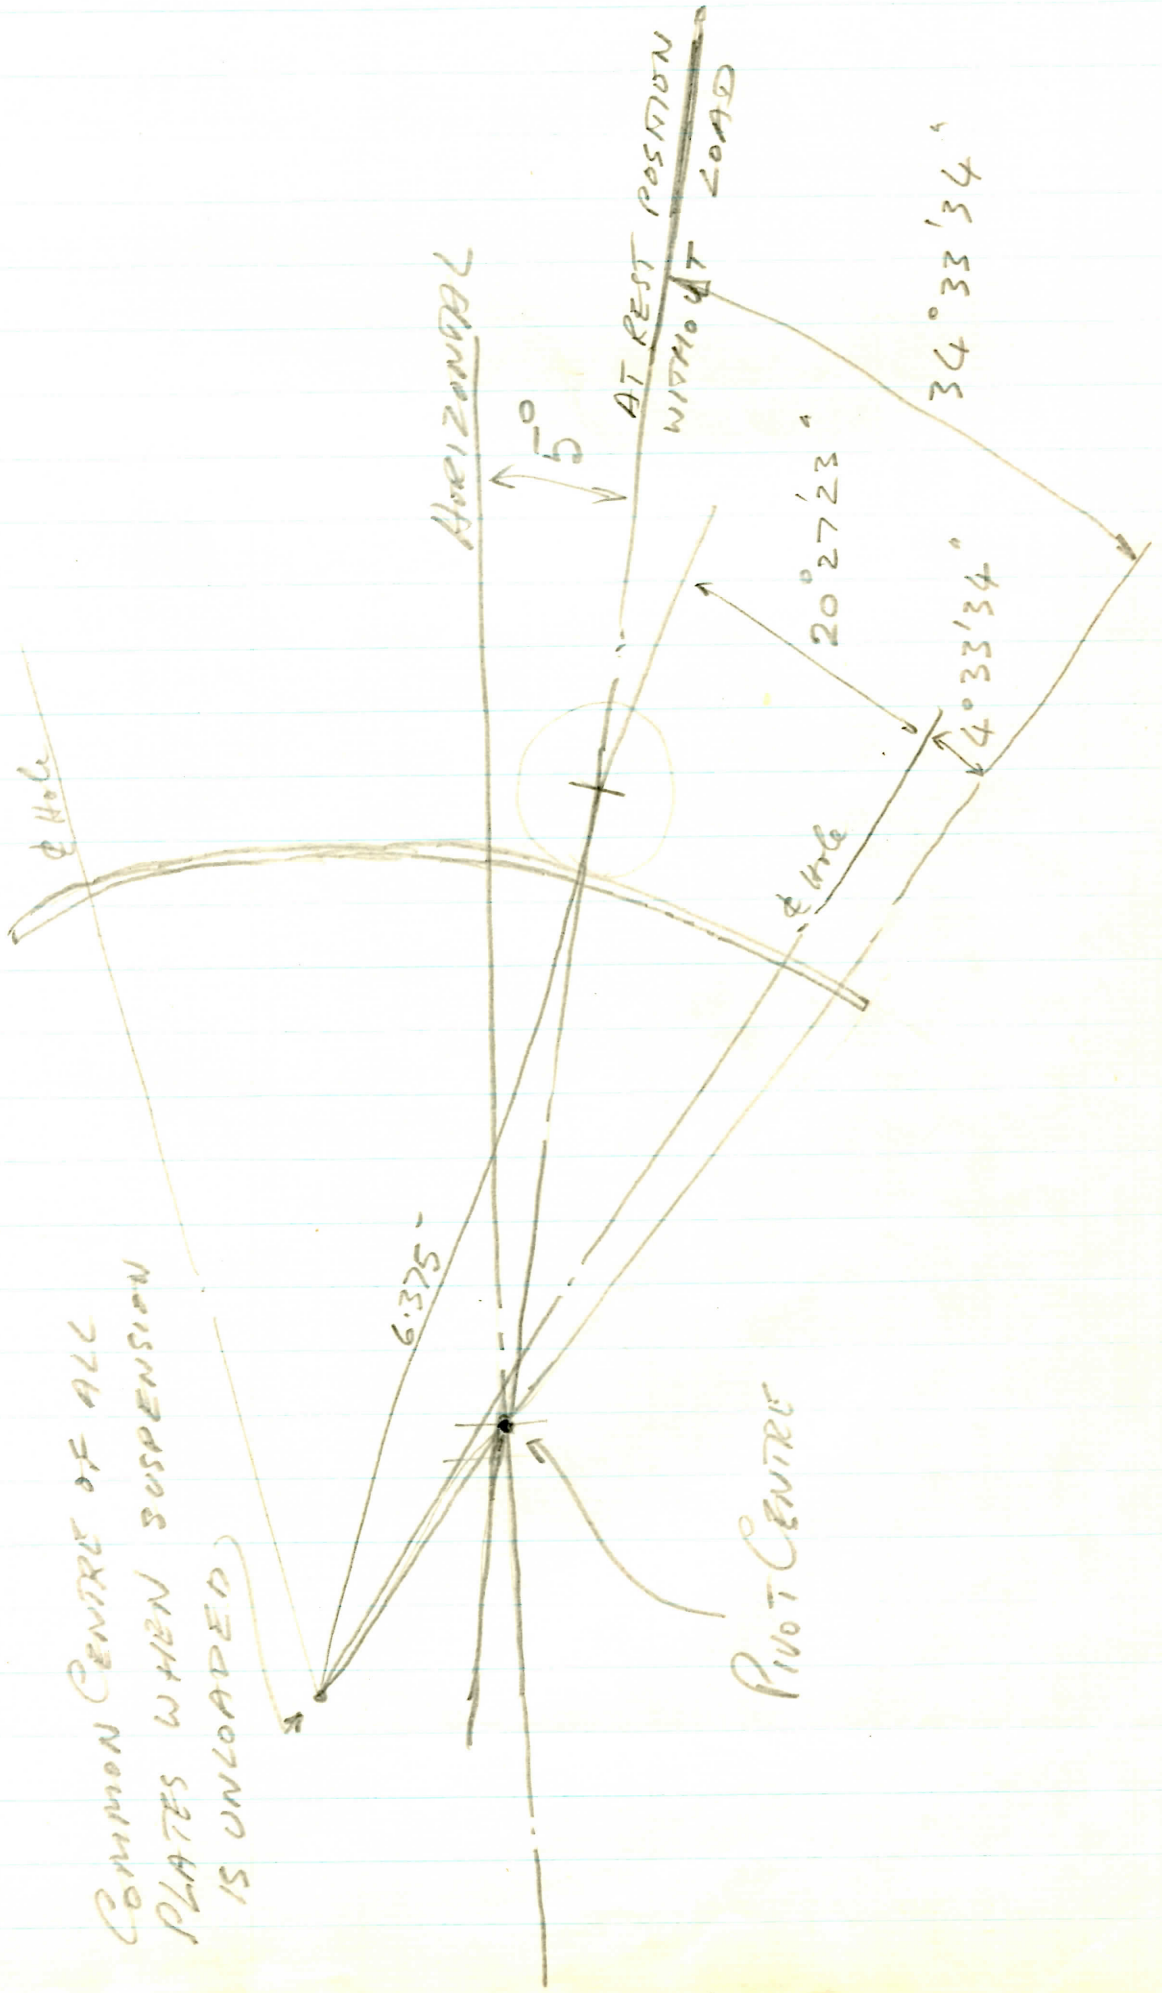 COMMON CENTRE OF ALL
PLATES WHEN SUSPENSION
IS UNLOADED
℄ Hole
HORIZONTAL
5°
AT REST POSITION
WITHOUT LOAD
6.375"
℄ Hole
20°27'23"
4°33'34"
34°33'34"
PIVOT CENTRE